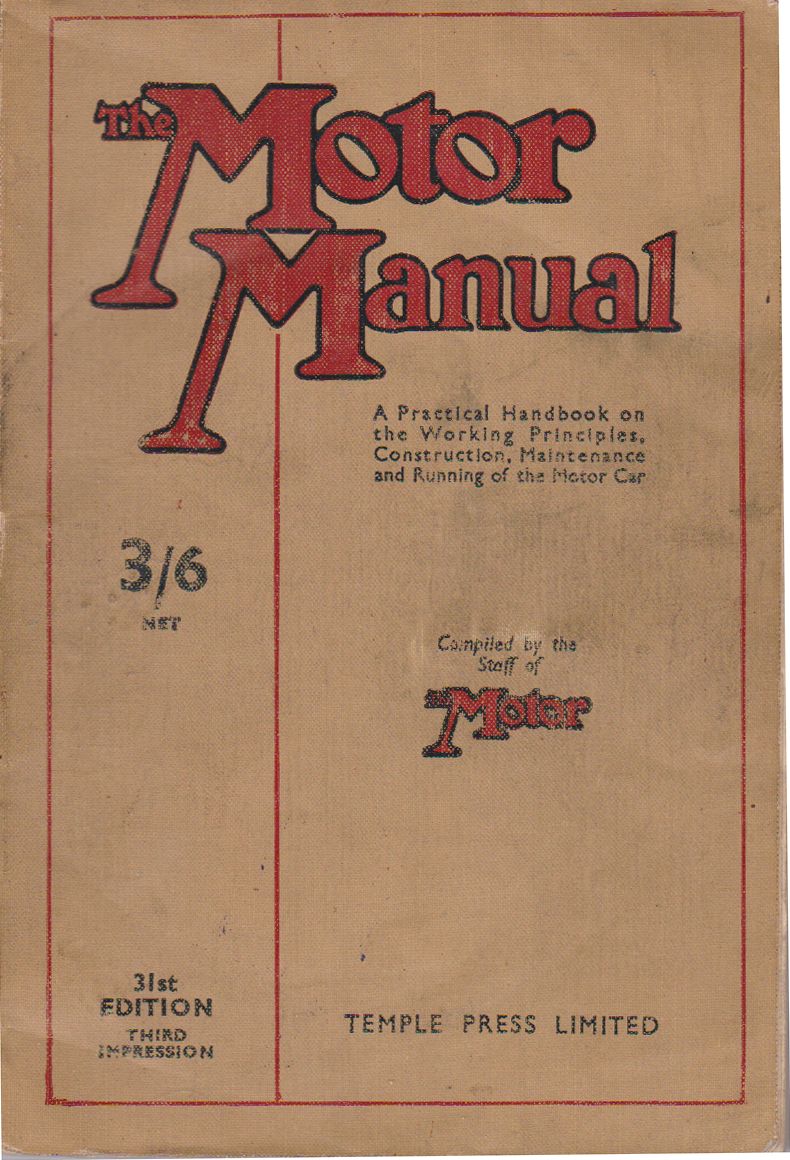 The Motor
Manual
A Practical Handbook on
the Working Principles,
Construction, Maintenance
and Running of the Motor Car
3/6
NET
Compiled by the
Staff of
The Motor
31st
EDITION
THIRD
IMPRESSION
TEMPLE PRESS LIMITED